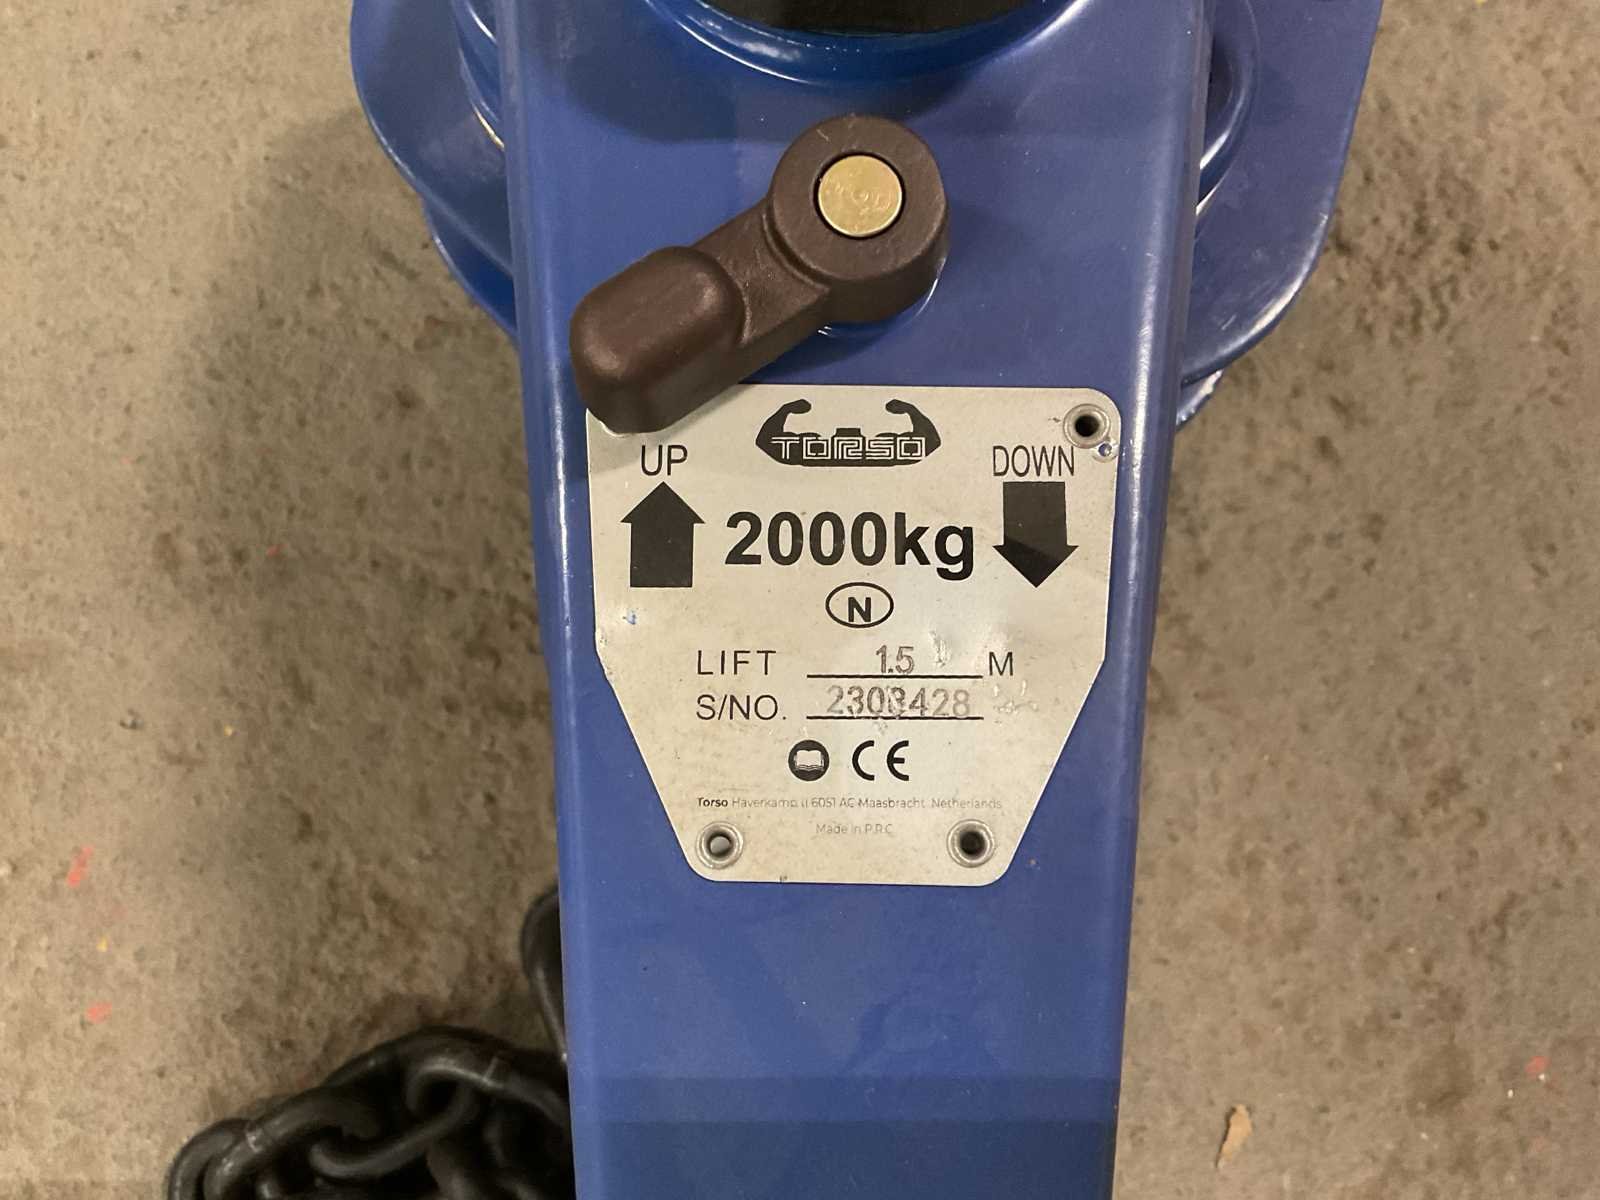 TORSO
UP
DOWN
2000kg
N
LIFT 1.5 M
S/NO. 2303428
CE
Torso Haverkamp 11 6051 AC Maasbracht Netherlands
Made in P.R.C